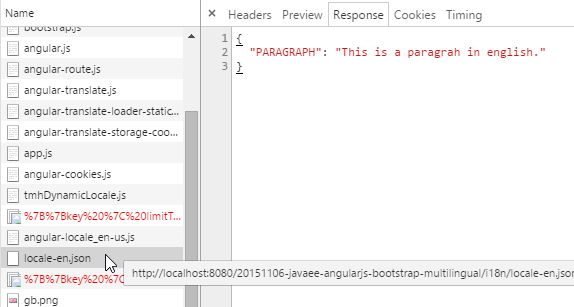 Name
× Headers Preview Response Cookies Timing
bootstrap.js
angular.js
angular-route.js
angular-translate.js
angular-translate-loader-static...
angular-translate-storage-coo...
app.js
angular-cookies.js
tmhDynamicLocale.js
%7B%7Bkey%20%7C%20limitT...
angular-locale_en-us.js
locale-en.json
%7B%7Bkey%20%7C
gb.png
1 {
2 "PARAGRAPH": "This is a paragrah in english."
3 }
http://localhost:8080/20151106-javaee-angularjs-bootstrap-multilingual/i18n/locale-en.json